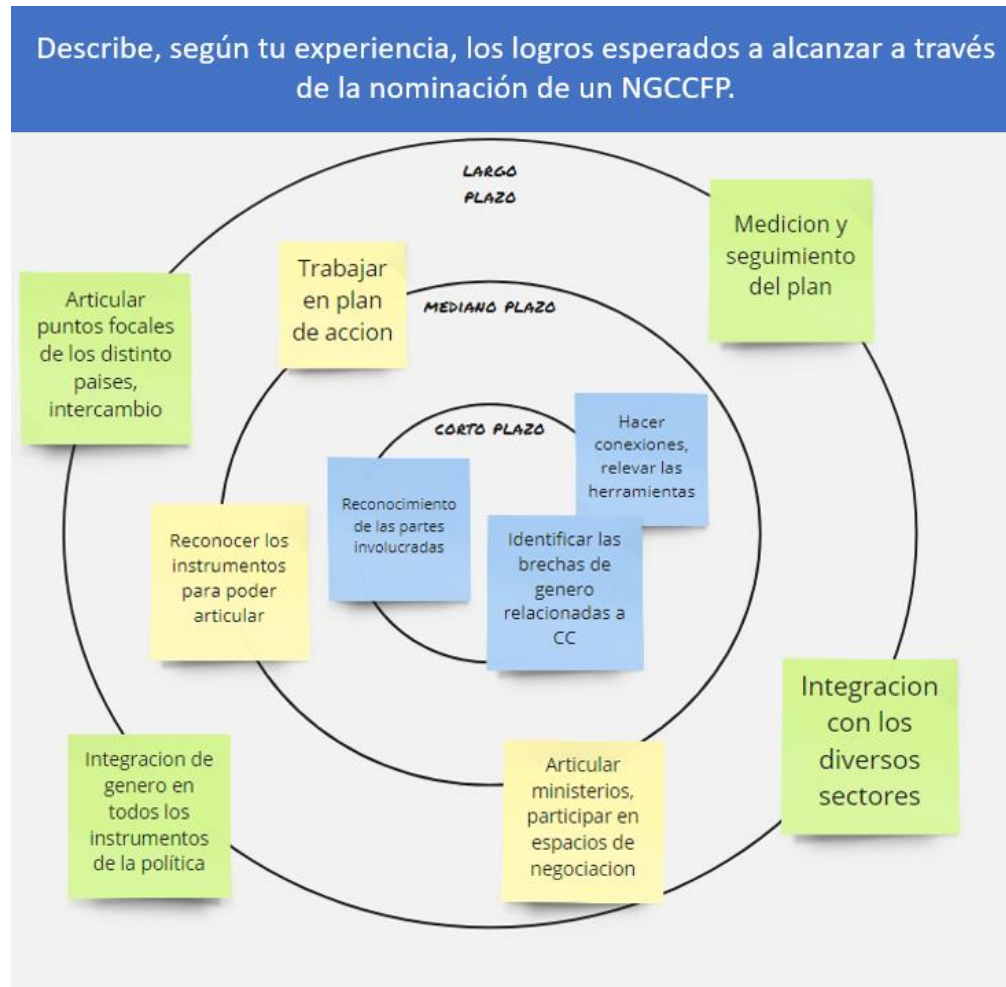 Describe, según tu experiencia, los logros esperados a alcanzar a través
de la nominación de un NGCCFP.
LARGO
PLAZO
Medicion y
seguimiento
del plan
Trabajar
en plan
de accion
Articular
puntos focales
de los distinto
paises,
intercambio
MEDIANO PLAZO
CORTO PLAZO
Hacer
conexiones,
relevar las
herramientas
Reconocimiento
de las partes
involucradas
Identificar las
brechas de
genero
relacionadas a
CC
Reconocer los
instrumentos
para poder
articular
Integracion
con los
diversos
sectores
Integracion de
genero en
todos los
instrumentos
de la política
Articular
ministerios,
participar en
espacios de
negociacion